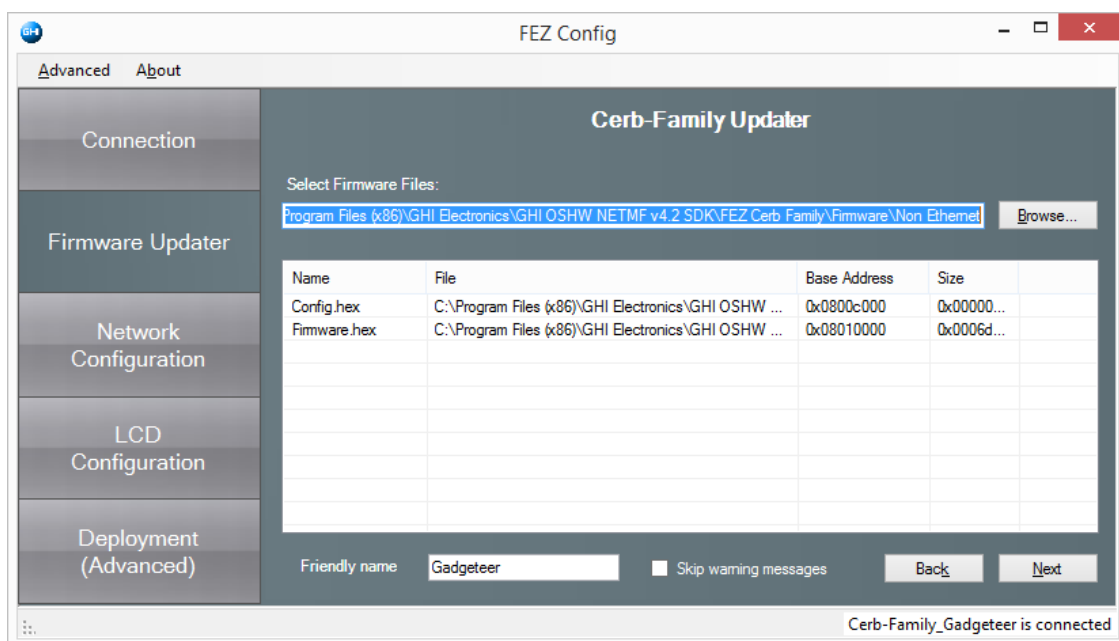 GHI
FEZ Config
Advanced About
Connection
Firmware Updater
Network
Configuration
LCD
Configuration
Deployment
(Advanced)
Cerb-Family Updater
Select Firmware Files:
Program Files (x86)\GHI Electronics\GHI OSHW NETMF v4.2 SDK\FEZ Cerb Family\Firmware\Non Ethernet Browse...
Name File Base Address Size
Config.hex C:\Program Files (x86)\GHI Electronics\GHI OSHW ... 0x0800c000 0x00000...
Firmware.hex C:\Program Files (x86)\GHI Electronics\GHI OSHW ... 0x08010000 0x0006d...
Friendly name Gadgeteer Skip warning messages Back Next
Cerb-Family_Gadgeteer is connected